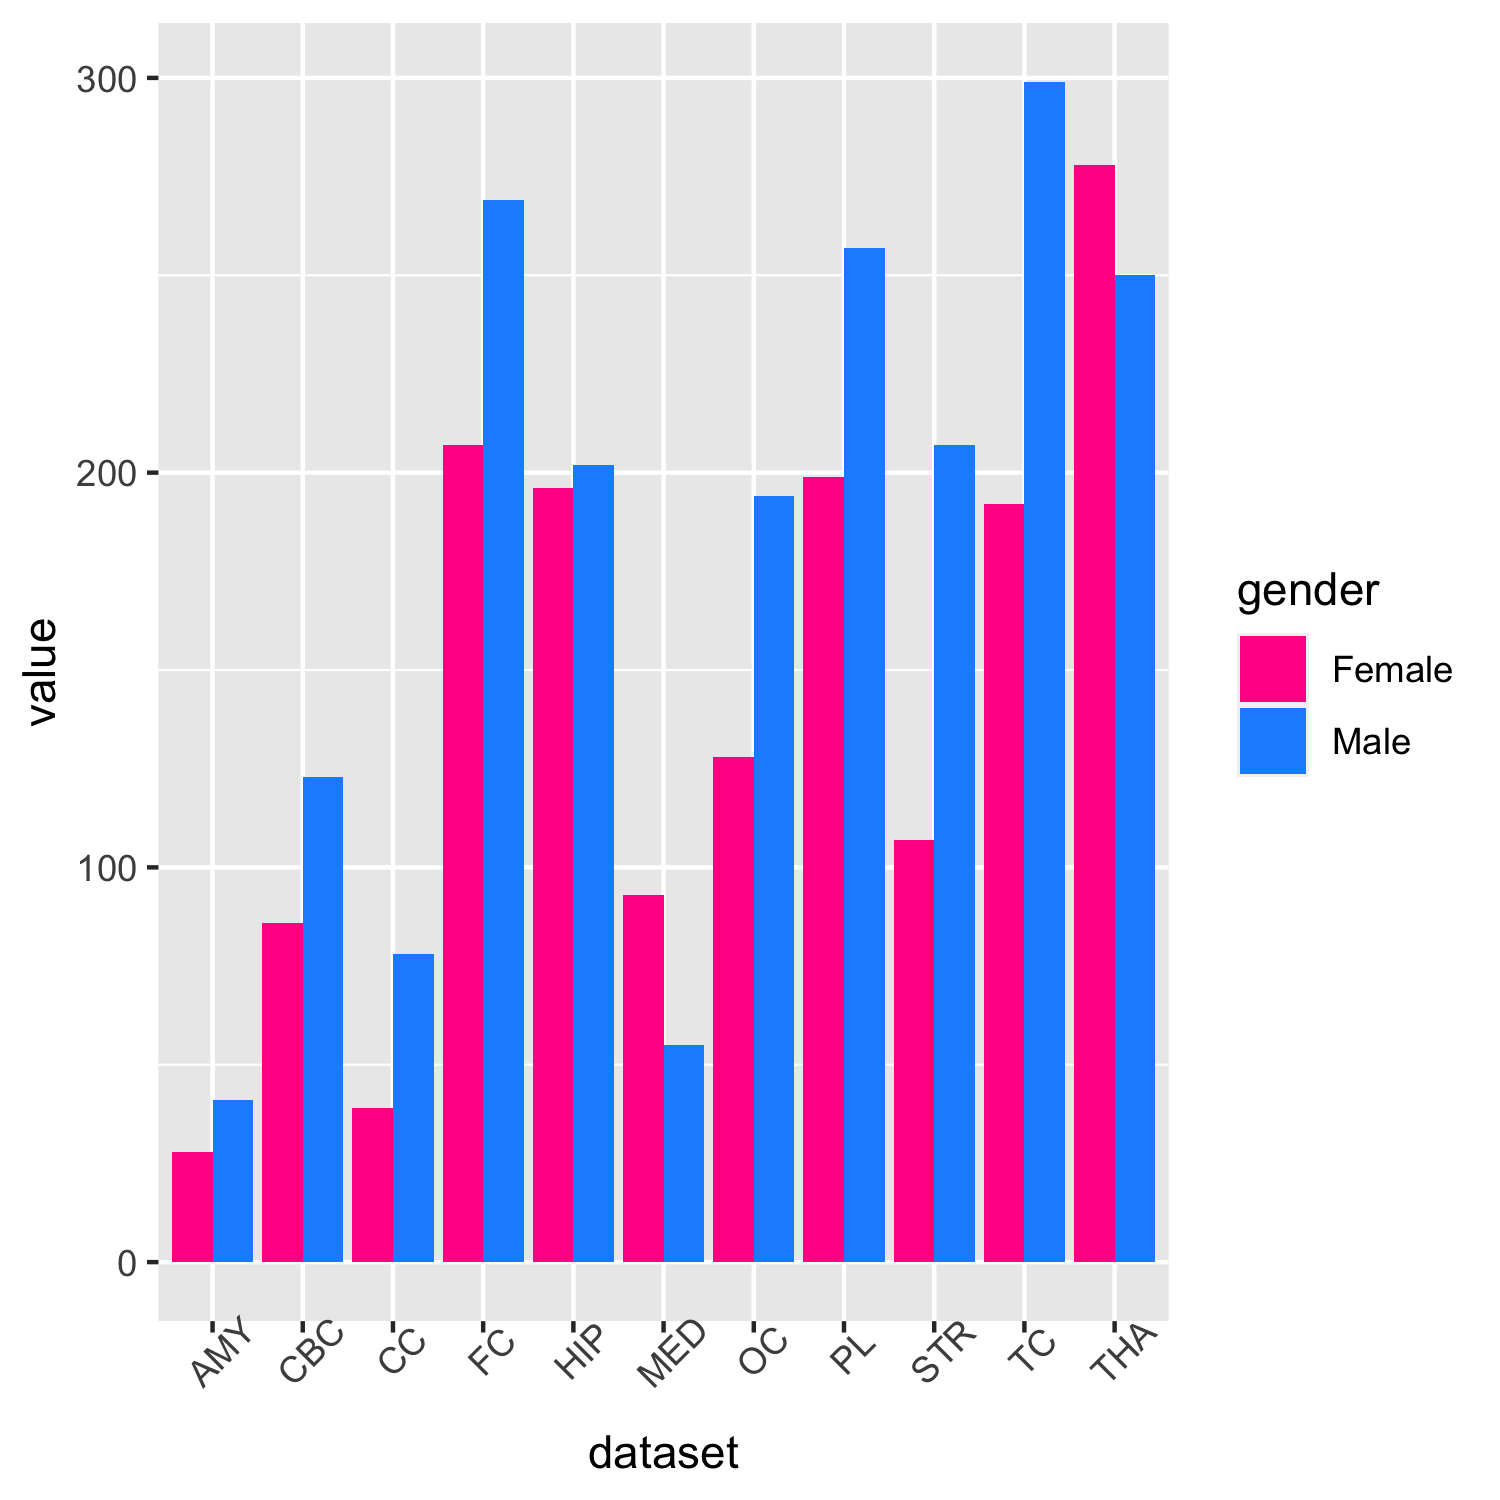 300
200
100
0
value
AMY CBC CC FC HIP MED OC PL STR TC THA
dataset
gender
Female
Male